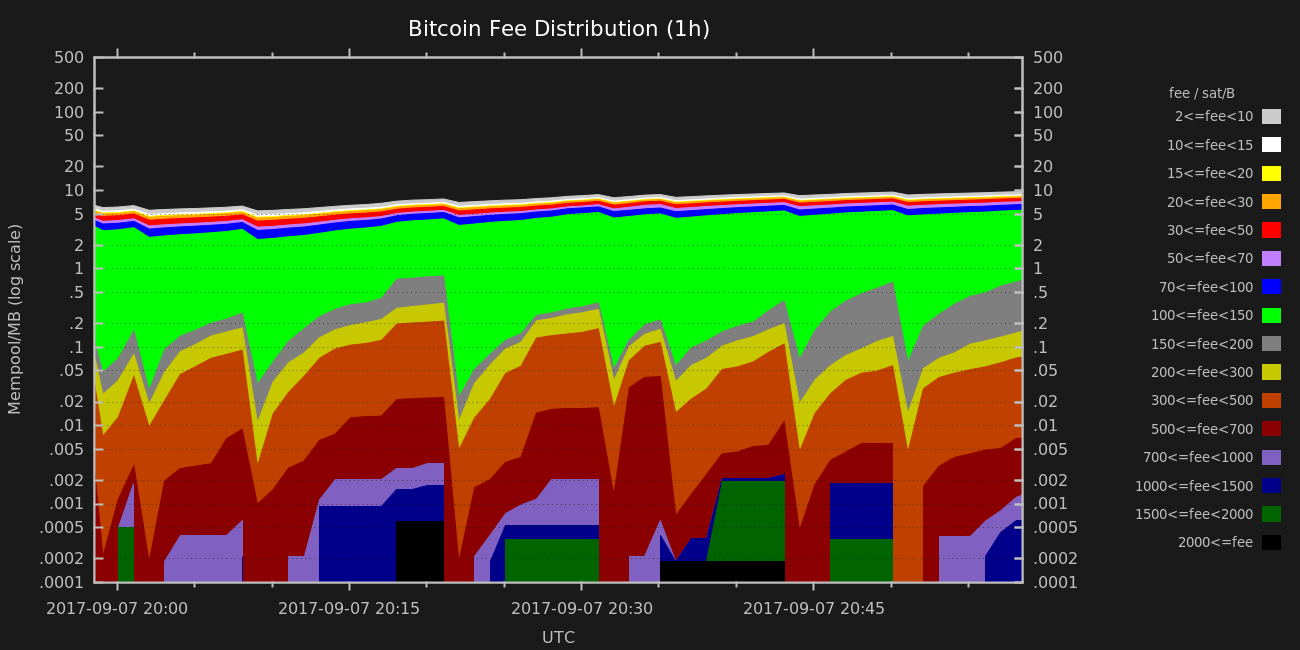 Bitcoin Fee Distribution (1h)
Mempool/MB (log scale)
500
200
100
50
20
10
5
2
1
.5
.2
.1
.05
.02
.01
.005
.002
.001
.0005
.0002
.0001
500
200
100
50
20
10
5
2
1
.5
.2
.1
.05
.02
.01
.005
.002
.001
.0005
.0002
.0001
2017-09-07 20:00
2017-09-07 20:15
2017-09-07 20:30
2017-09-07 20:45
UTC
fee / sat/B
2<=fee<10
10<=fee<15
15<=fee<20
20<=fee<30
30<=fee<50
50<=fee<70
70<=fee<100
100<=fee<150
150<=fee<200
200<=fee<300
300<=fee<500
500<=fee<700
700<=fee<1000
1000<=fee<1500
1500<=fee<2000
2000<=fee